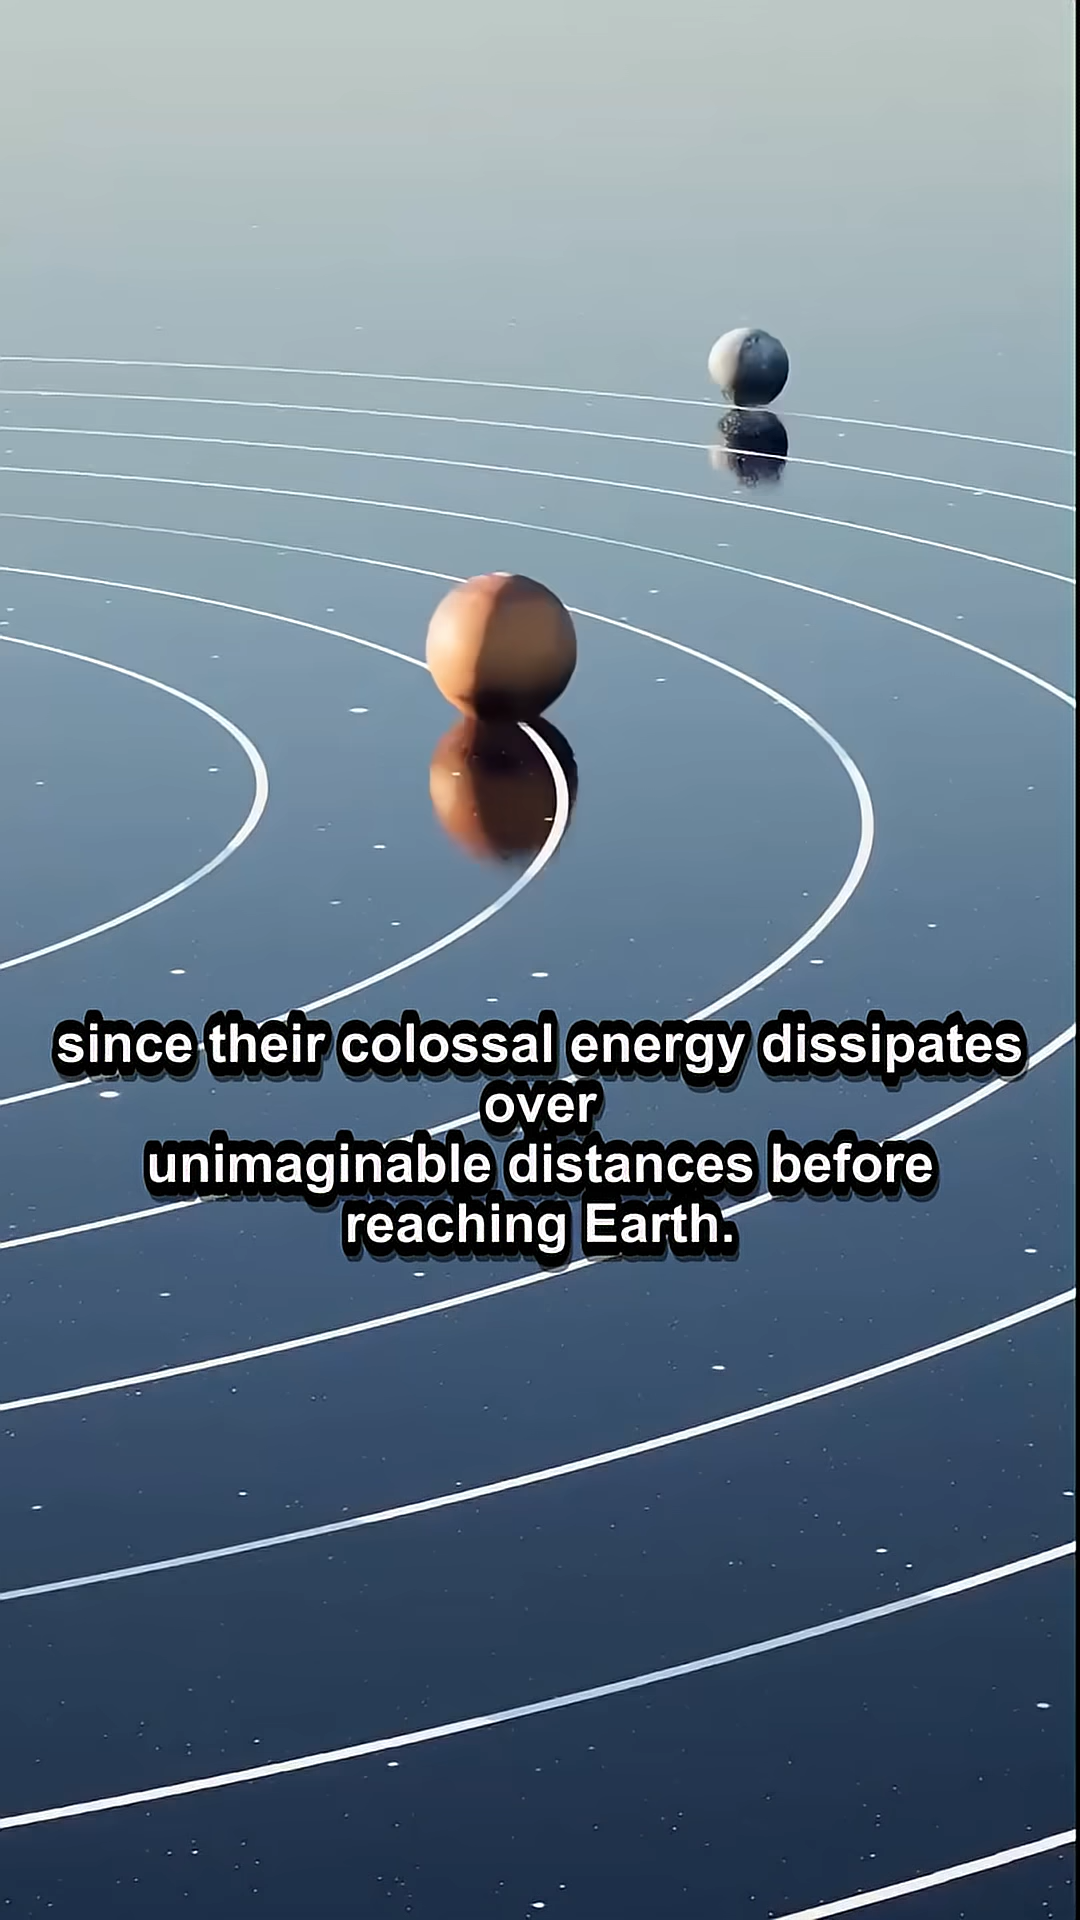 since their colossal energy dissipates
over
unimaginable distances before
reaching Earth.